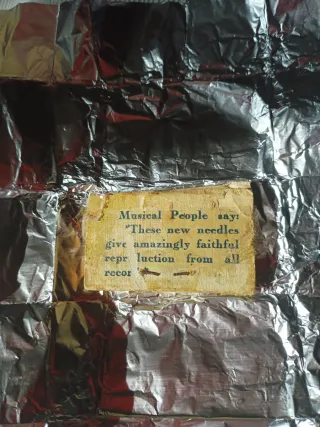 Musical People say:
"These new needles
give amazingly faithful
repr luction from all
recor